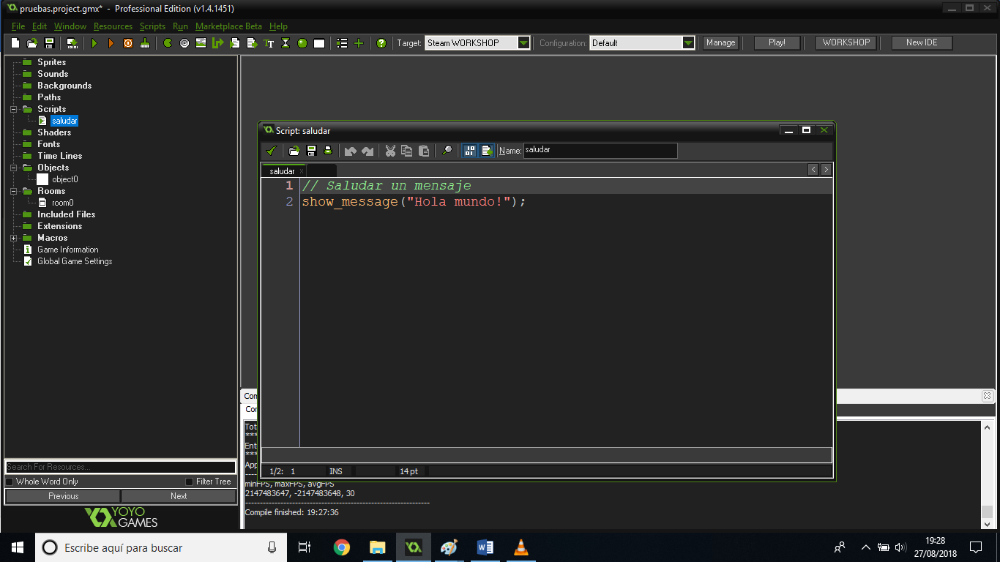 pruebas.project.gmx* - Professional Edition (v1.4.1451)
File Edit Window Resources Scripts Run Marketplace Beta Help
Target: Steam WORKSHOP Configuration: Default Manage Play! WORKSHOP New IDE
Sprites
Sounds
Backgrounds
Paths
Scripts
saludar
Shaders
Fonts
Time Lines
Objects
object0
Rooms
room0
Included Files
Extensions
Macros
Game Information
Global Game Settings
Search For Resources...
Whole Word Only Filter Tree
Previous Next
YOYO
GAMES
Script: saludar
Name: saludar
saludar
1 // Saludar un mensaje
2 show_message("Hola mundo!");
1/2: 1 INS 14 pt
minFPS, maxFPS, avgFPS
2147483647, -2147483648, 30
Compile finished: 19:27:36
Escribe aquí para buscar
19:28
27/08/2018